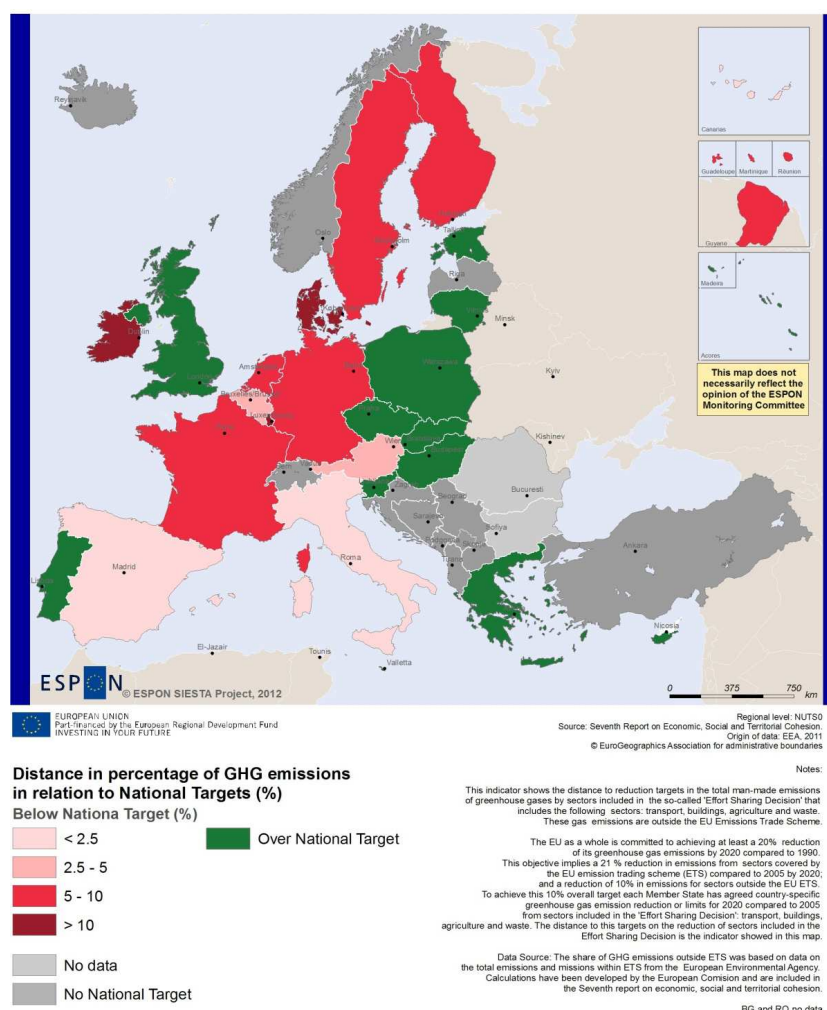 Reykjavik
Canarias
Guadeloupe
Martinique
Réunion
Guyane
Madeira
Acores
This map does not
necessarily reflect the
opinion of the ESPON
Monitoring Committee
Oslo
Riga
Minsk
Dublin
Warszawa
Kyiv
Kishinev
Bucuresti
Sarajevo
Sofiya
Ankara
Madrid
Roma
Nicosia
El-Jazair
Tounis
Valletta
ESPON
© ESPON SIESTA Project, 2012
0 375 750
km
EUROPEAN UNION
Part-financed by the European Regional Development Fund
INVESTING IN YOUR FUTURE
Regional level: NUTS0
Source: Seventh Report on Economic, Social and Territorial Cohesion.
Origin of data: EEA, 2011
© EuroGeographics Association for administrative boundaries
Distance in percentage of GHG emissions
in relation to National Targets (%)
Below Nationa Target (%)
< 2.5
2.5 - 5
5 - 10
> 10
Over National Target
No data
No National Target
Notes:
This indicator shows the distance to reduction targets in the total man-made emissions
of greenhouse gases by sectors included in the so-called 'Effort Sharing Decision' that
includes the following sectors: transport, buildings, agriculture and waste.
These gas emissions are outside the EU Emissions Trade Scheme.
The EU as a whole is committed to achieving at least a 20% reduction
of its greenhouse gas emissions by 2020 compared to 1990.
This objective implies a 21 % reduction in emissions from sectors covered by
the EU emission trading scheme (ETS) compared to 2005 by 2020;
and a reduction of 10% in emissions for sectors outside the EU ETS.
To achieve this 10% overall target each Member State has agreed country-specific
greenhouse gas emission reduction or limits for 2020 compared to 2005
from sectors included in the 'Effort Sharing Decision': transport, buildings,
agriculture and waste. The distance to this targets on the reduction of sectors included in the
Effort Sharing Decision is the indicator showed in this map.
Data Source: The share of GHG emissions outside ETS was based on data on
the total emissions and missions within ETS from the European Environmental Agency.
Calculations have been developed by the European Comision and are included in
the Seventh report on economic, social and territorial cohesion.
BG and RO no data